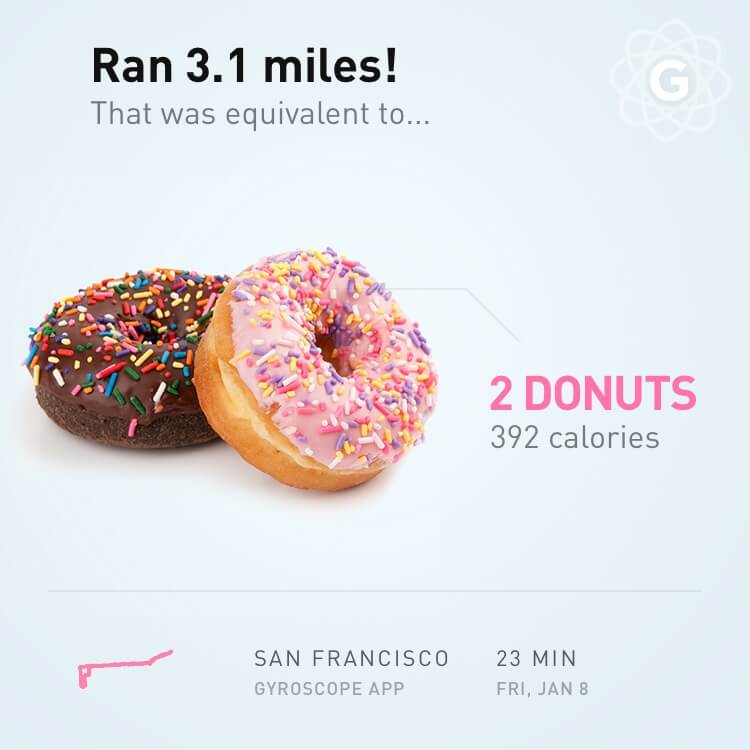 Ran 3.1 miles!
G
That was equivalent to...
2 DONUTS
392 calories
SAN FRANCISCO
23 MIN
GYROSCOPE APP
FRI, JAN 8